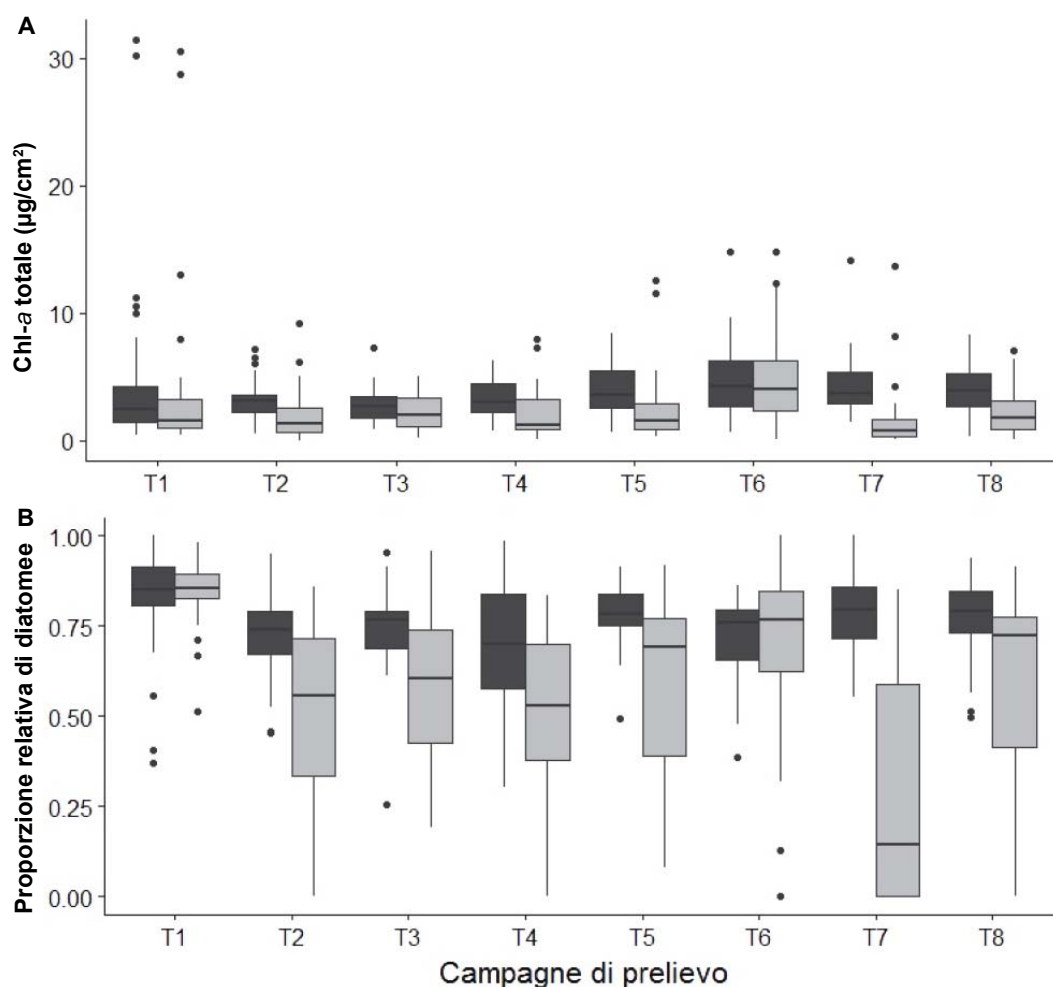 A
Chl-a totale (µg/cm²)
30
20
10
0
T1 T2 T3 T4 T5 T6 T7 T8
B
Proporzione relativa di diatomee
1.00
0.75
0.50
0.25
0.00
T1 T2 T3 T4 T5 T6 T7 T8
Campagne di prelievo